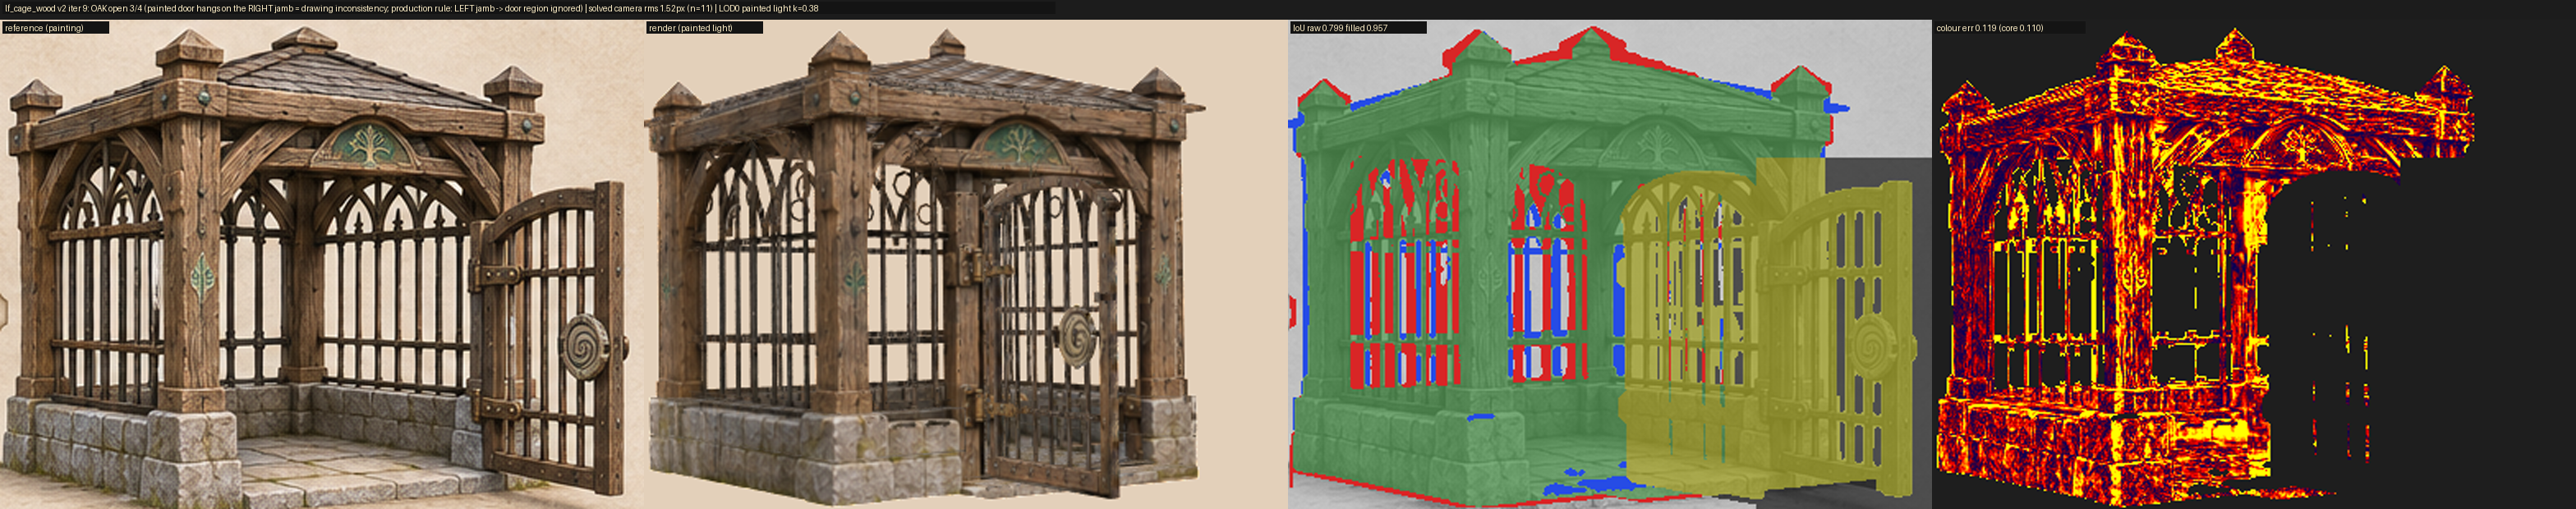 lf_cage_wood v2 iter 9: OAK open 3/4 (painted door hangs on the RIGHT jamb = drawing inconsistency; production rule: LEFT jamb -> door region ignored) | solved camera rms 1.52px (n=11) | LOD0 painted light k=0.38
reference (painting)
render (painted light)
IoU raw 0.799 filled 0.957
colour err 0.119 (core 0.110)